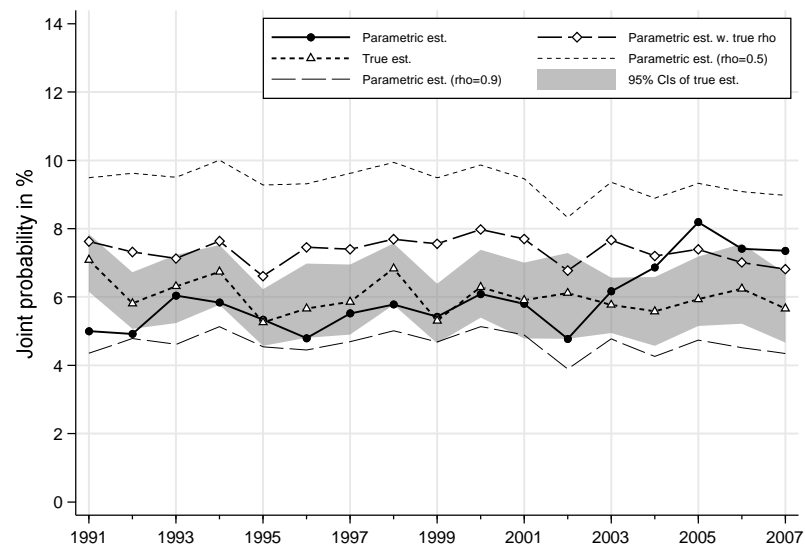 Parametric est.
Parametric est. w. true rho
True est.
Parametric est. (rho=0.5)
Parametric est. (rho=0.9)
95% CIs of true est.
Joint probability in %
14
12
10
8
6
4
2
0
1991 1993 1995 1997 1999 2001 2003 2005 2007